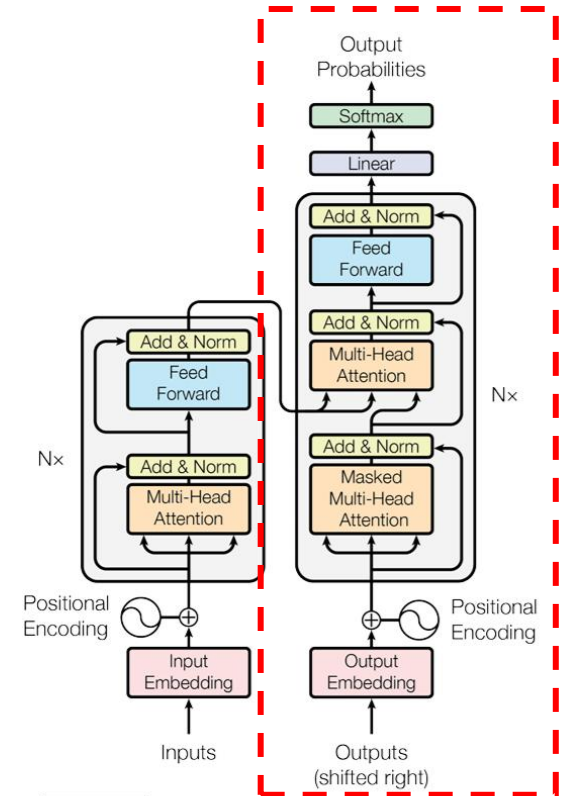 Output
Probabilities
Softmax
Linear
Add & Norm
Feed
Forward
Add & Norm
Multi-Head
Attention
Add & Norm
Masked
Multi-Head
Attention
N×
Positional
Encoding
Output
Embedding
Outputs
(shifted right)
Add & Norm
Feed
Forward
Add & Norm
Multi-Head
Attention
N×
Positional
Encoding
Input
Embedding
Inputs